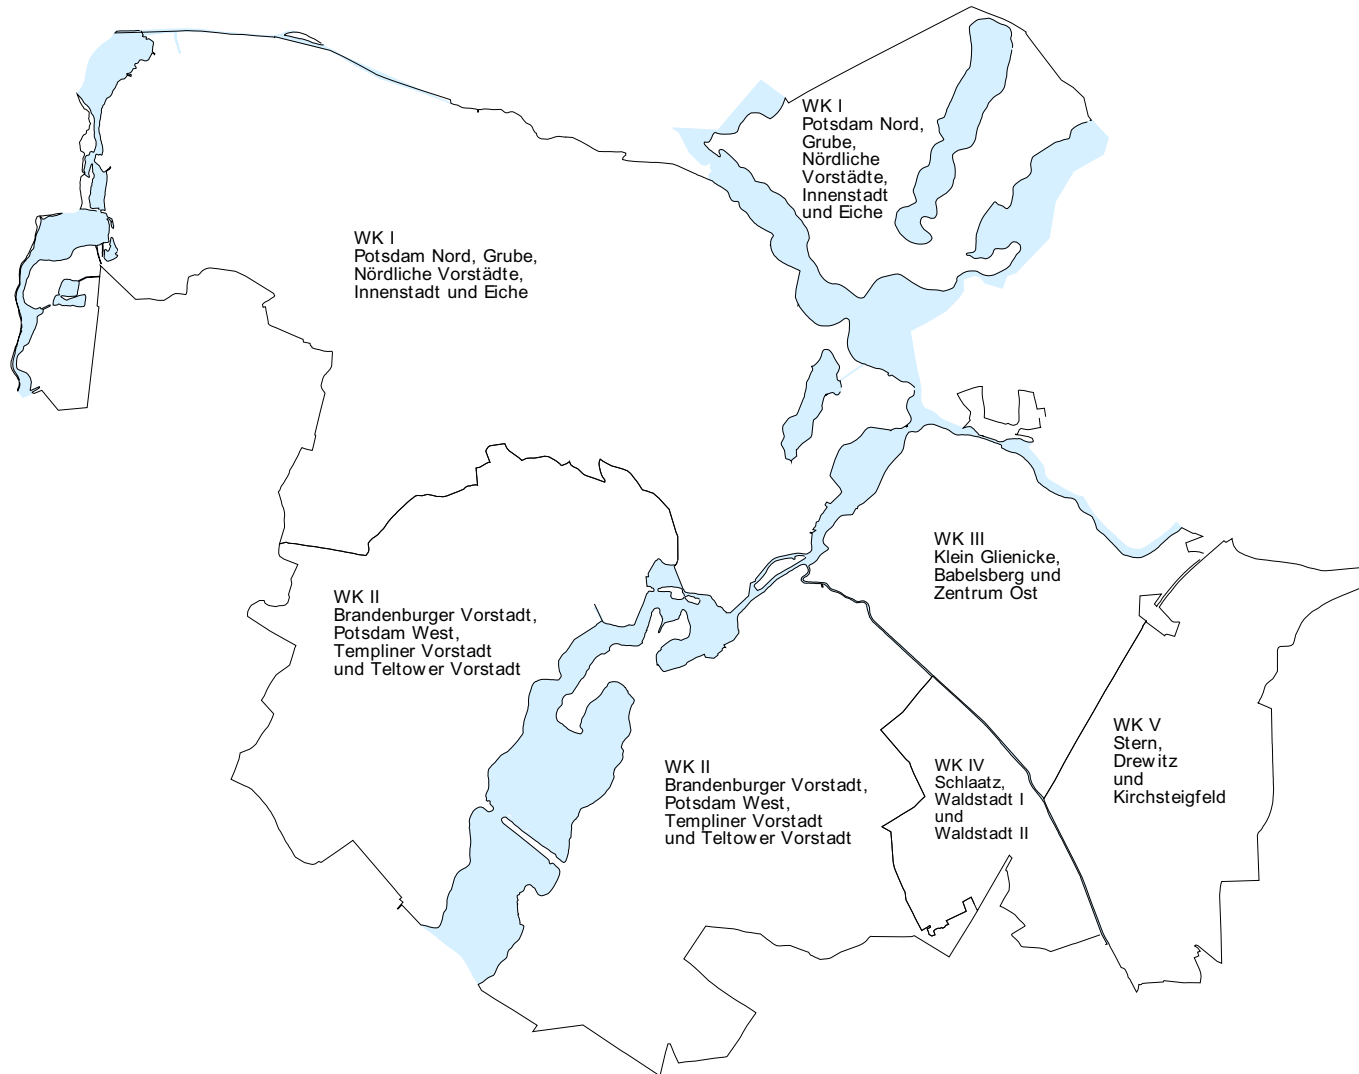 WK I
Potsdam Nord,
Grube,
Nördliche
Vorstädte,
Innenstadt
und Eiche
WK I
Potsdam Nord, Grube,
Nördliche Vorstädte,
Innenstadt und Eiche
WK III
Klein Glienicke,
Babelsberg und
Zentrum Ost
WK II
Brandenburger Vorstadt,
Potsdam West,
Templiner Vorstadt
und Teltower Vorstadt
WK V
Stern,
Drewitz
und
Kirchsteigfeld
WK II
Brandenburger Vorstadt,
Potsdam West,
Templiner Vorstadt
und Teltower Vorstadt
WK IV
Schlaatz,
Waldstadt I
und
Waldstadt II